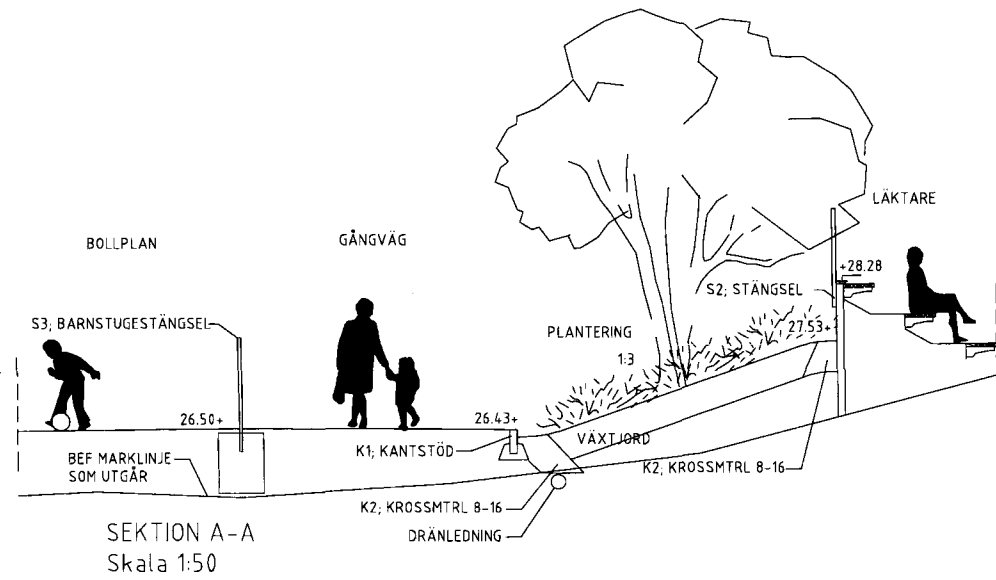 LÄKTARE
BOLLPLAN
GÅNGVÄG
+28.28
S2; STÄNGSEL
S3; BARNSTUGESTÄNGSEL
PLANTERING
27.53+
1:3
26.50+
26.43+
VÄXTJORD
K1; KANTSTÖD
BEF MARKLINJE
SOM UTGÅR
K2; KROSSMTRL 8-16
K2; KROSSMTRL 8-16
DRÄNLEDNING
SEKTION A-A
Skala 1:50